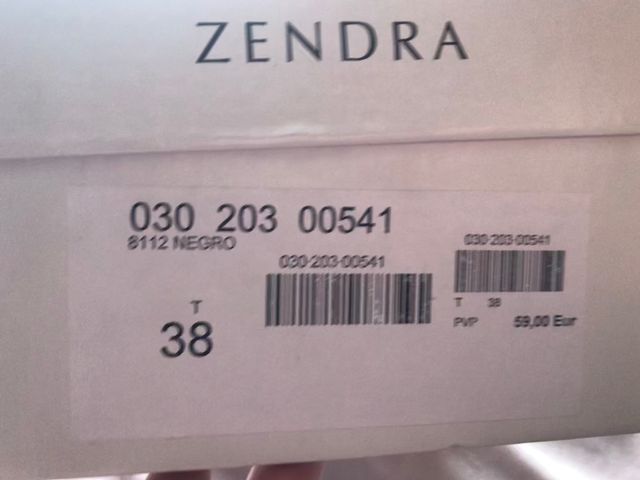 ZENDRA
030 203 00541
8112 NEGRO
030-203-00541
T
38
030-203-00541
T 38
PVP 59,00 Eur